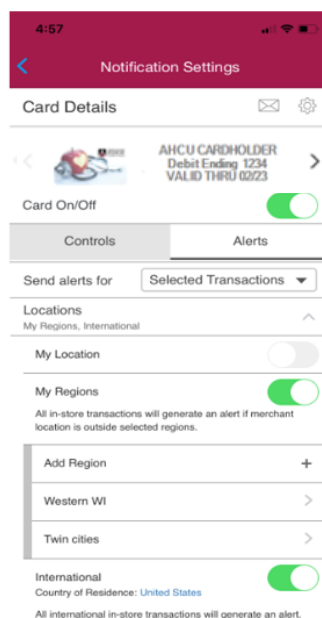 4:57
Notification Settings
Card Details
AHCU CARDHOLDER
Debit Ending 1234
VALID THRU 02/23
Card On/Off
Controls
Alerts
Send alerts for
Selected Transactions
Locations
My Regions, International
My Location
My Regions
All in-store transactions will generate an alert if merchant
location is outside selected regions.
Add Region
+
Western WI
Twin cities
International
Country of Residence: United States
All international in-store transactions will generate an alert.